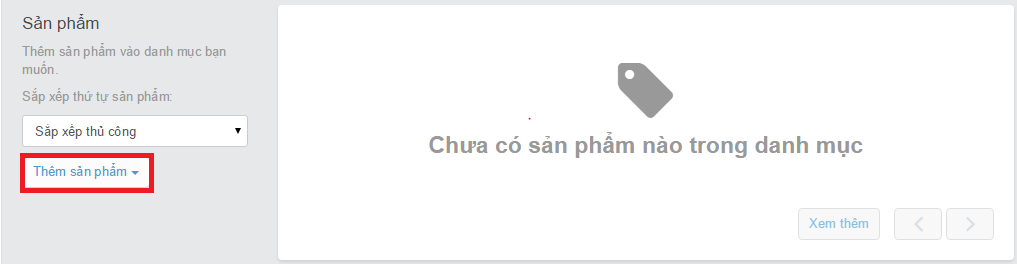 Sản phẩm
Thêm sản phẩm vào danh mục bạn
muốn.
Sắp xếp thứ tự sản phẩm:
Sắp xếp thủ công
Thêm sản phẩm
Chưa có sản phẩm nào trong danh mục
Xem thêm